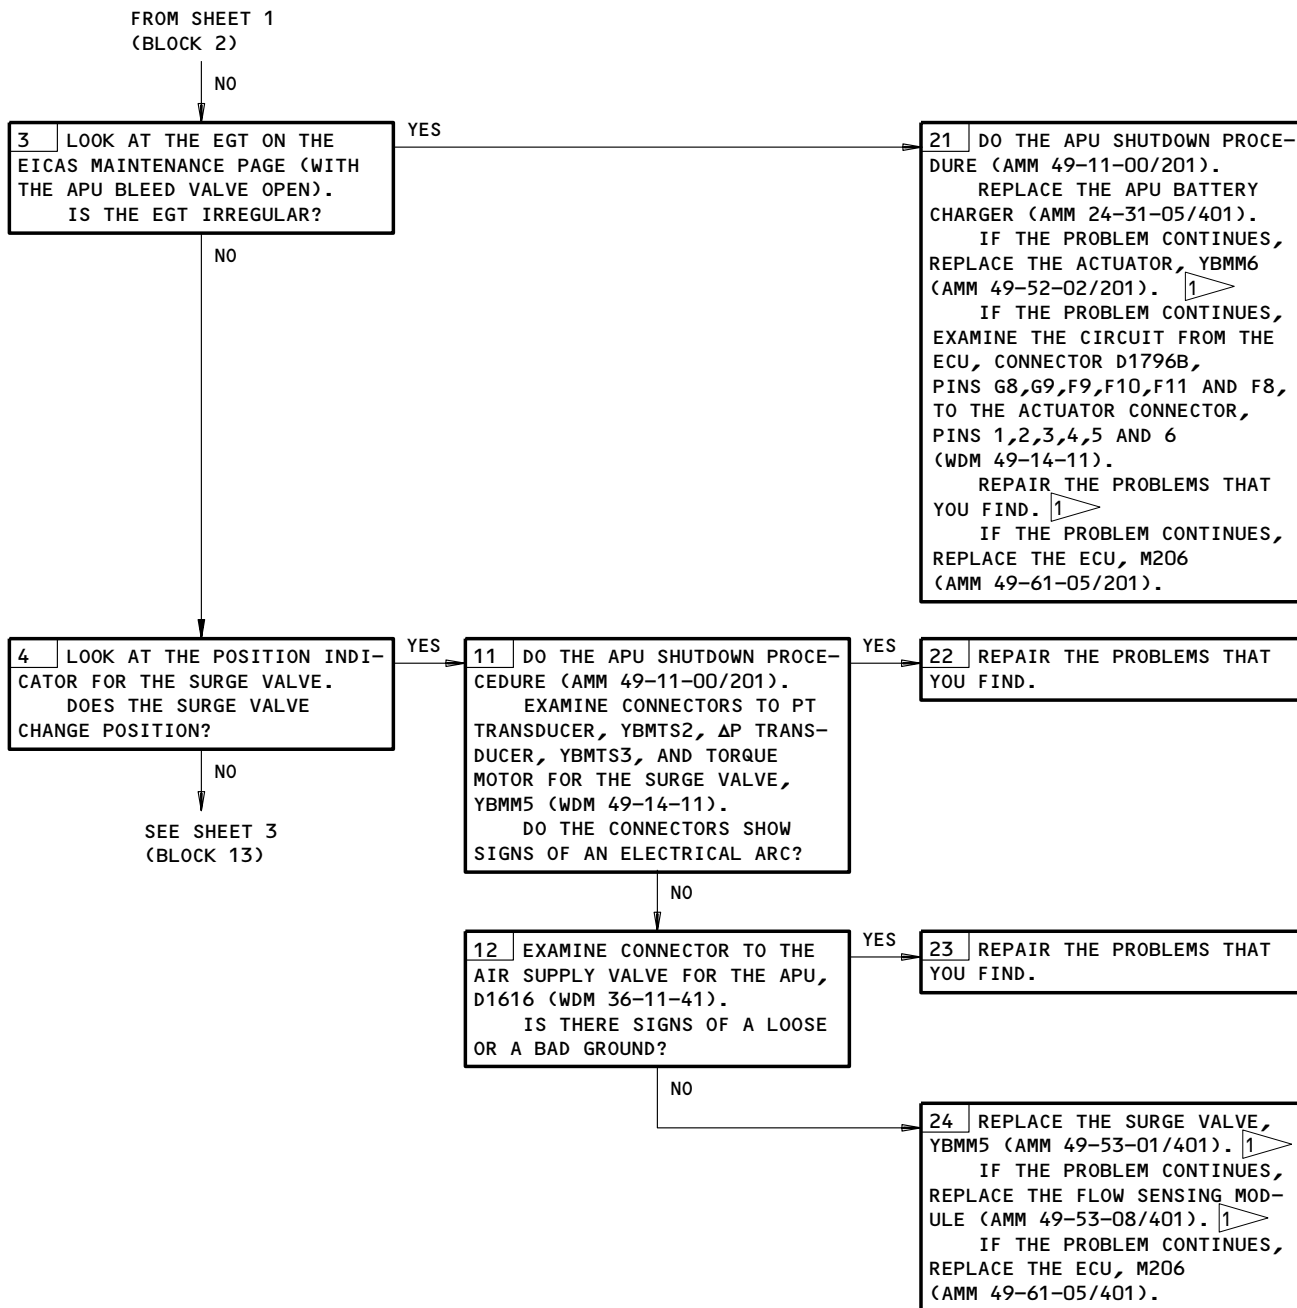 FROM SHEET 1
(BLOCK 2)
NO
3 LOOK AT THE EGT ON THE
EICAS MAINTENANCE PAGE (WITH
THE APU BLEED VALVE OPEN).
IS THE EGT IRREGULAR?
YES
NO
21 DO THE APU SHUTDOWN PROCE-
DURE (AMM 49-11-00/201).
REPLACE THE APU BATTERY
CHARGER (AMM 24-31-05/401).
IF THE PROBLEM CONTINUES,
REPLACE THE ACTUATOR, YBMM6
(AMM 49-52-02/201). 1
IF THE PROBLEM CONTINUES,
EXAMINE THE CIRCUIT FROM THE
ECU, CONNECTOR D1796B,
PINS G8,G9,F9,F10,F11 AND F8,
TO THE ACTUATOR CONNECTOR,
PINS 1,2,3,4,5 AND 6
(WDM 49-14-11).
REPAIR THE PROBLEMS THAT
YOU FIND. 1
IF THE PROBLEM CONTINUES,
REPLACE THE ECU, M206
(AMM 49-61-05/201).
4 LOOK AT THE POSITION INDI-
CATOR FOR THE SURGE VALVE.
DOES THE SURGE VALVE
CHANGE POSITION?
YES
NO
SEE SHEET 3
(BLOCK 13)
11 DO THE APU SHUTDOWN PROCE-
CEDURE (AMM 49-11-00/201).
EXAMINE CONNECTORS TO PT
TRANSDUCER, YBMTS2, ΔP TRANS-
DUCER, YBMTS3, AND TORQUE
MOTOR FOR THE SURGE VALVE,
YBMM5 (WDM 49-14-11).
DO THE CONNECTORS SHOW
SIGNS OF AN ELECTRICAL ARC?
YES
NO
22 REPAIR THE PROBLEMS THAT
YOU FIND.
12 EXAMINE CONNECTOR TO THE
AIR SUPPLY VALVE FOR THE APU,
D1616 (WDM 36-11-41).
IS THERE SIGNS OF A LOOSE
OR A BAD GROUND?
YES
NO
23 REPAIR THE PROBLEMS THAT
YOU FIND.
24 REPLACE THE SURGE VALVE,
YBMM5 (AMM 49-53-01/401). 1
IF THE PROBLEM CONTINUES,
REPLACE THE FLOW SENSING MOD-
ULE (AMM 49-53-08/401). 1
IF THE PROBLEM CONTINUES,
REPLACE THE ECU, M206
(AMM 49-61-05/401).